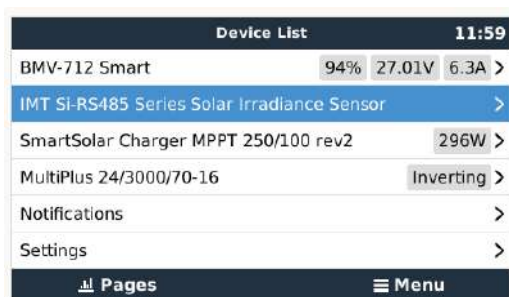 Device List 11:59
BMV-712 Smart 94% 27.01V 6.3A
IMT Si-RS485 Series Solar Irradiance Sensor
SmartSolar Charger MPPT 250/100 rev2 296W
MultiPlus 24/3000/70-16 Inverting
Notifications
Settings
Pages Menu